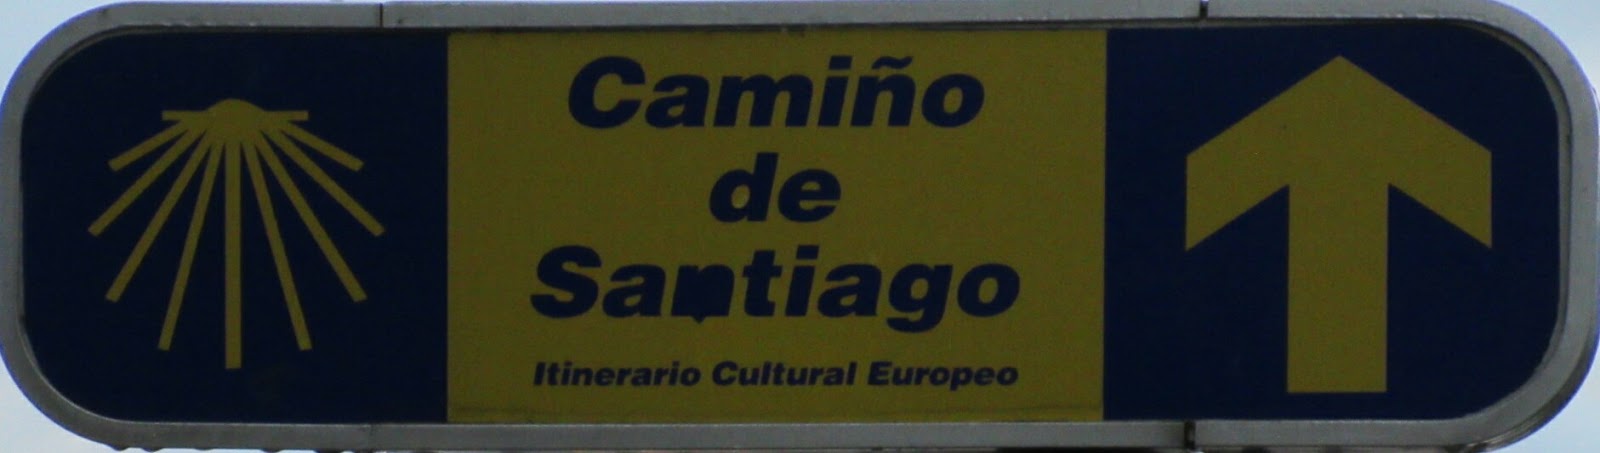 Camiño
de
Santiago
Itinerario Cultural Europeo